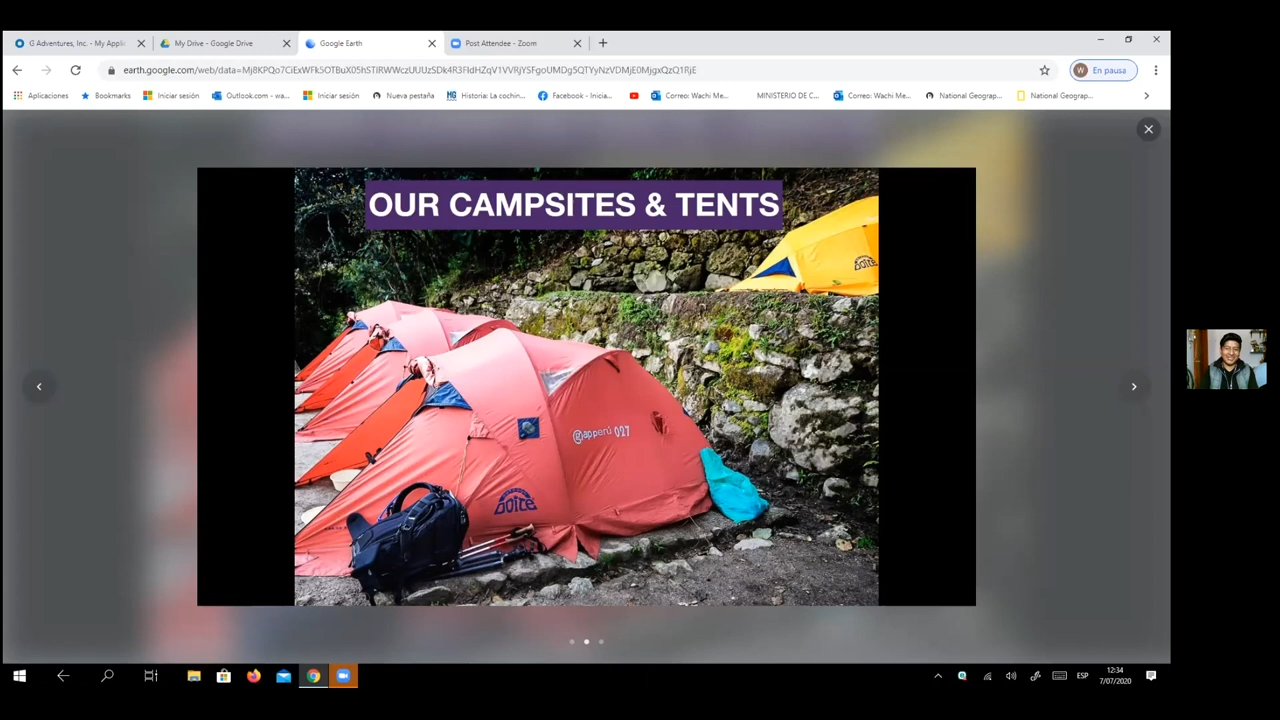 G Adventures, Inc. - My Applic
My Drive - Google Drive
Google Earth
Post Attendee - Zoom
earth.google.com/web/data=Mj8KPQo7CiExWFk5OTBuX05hSTlRWWczUUUzSDk4R3FIdHZqV1VVRjYSFgoUMDg5QTYyNzVDMjE0MjgxQzQ1RjE
W
En pausa
Aplicaciones
Bookmarks
Iniciar sesión
Outlook.com - wa...
Iniciar sesión
Nueva pestaña
MG
Historia: La cochin...
Facebook - Inicia...
Correo: Wachi Me...
MINISTERIO DE C...
Correo: Wachi Me...
National Geograp...
National Geograp...
OUR CAMPSITES & TENTS
DOITE
gapperú 027
DOITE
ESP
12:34
7/07/2020